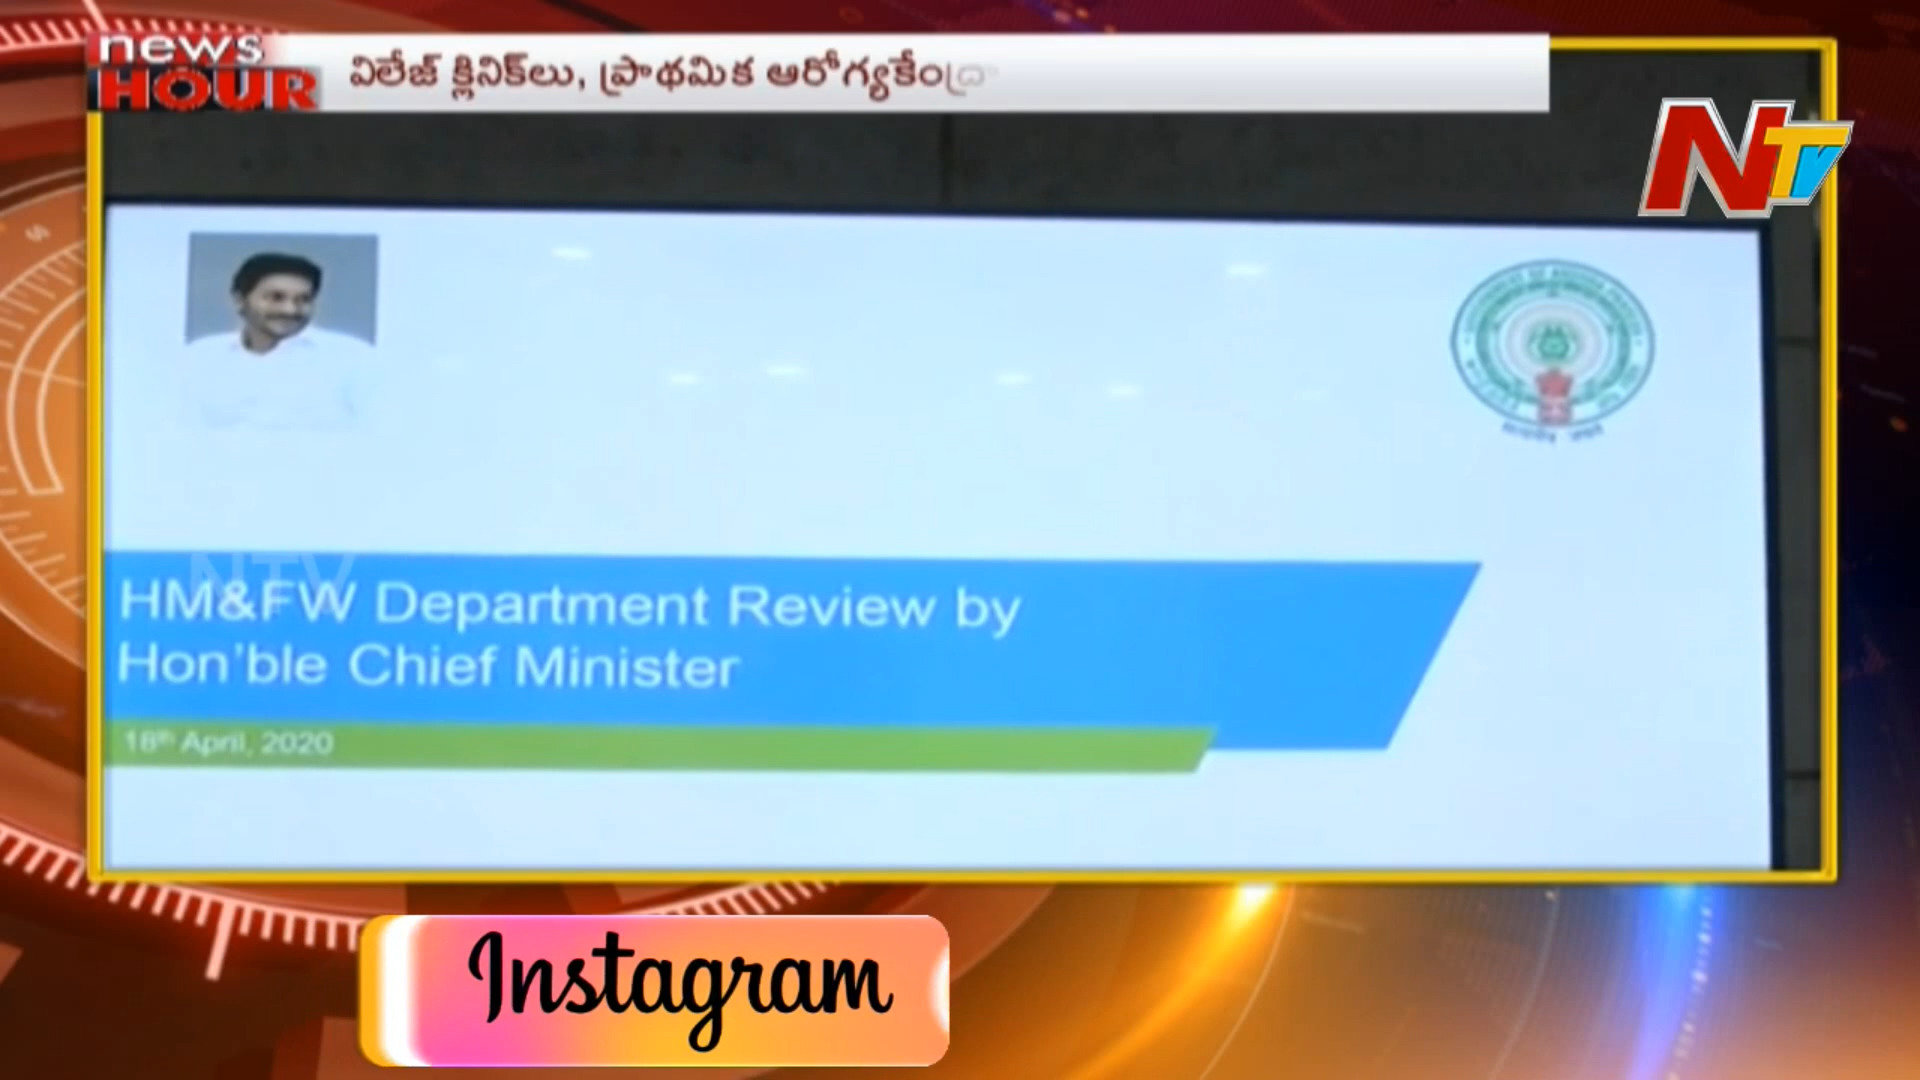 news
HOUR
విలేజ్ క్లినిక్‌లు, ప్రాథమిక ఆరోగ్యకేంద్రా
NTV
NTV
HM&FW Department Review by
Hon'ble Chief Minister
18th April, 2020
Instagram